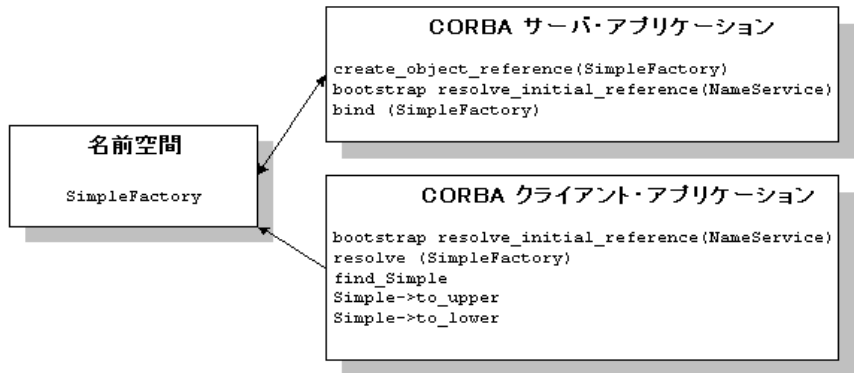 CORBA サーバ・アプリケーション
create_object_reference(SimpleFactory)
bootstrap resolve_initial_reference(NameService)
bind (SimpleFactory)
名前空間
SimpleFactory
CORBA クライアント・アプリケーション
bootstrap resolve_initial_reference(NameService)
resolve (SimpleFactory)
find_Simple
Simple->to_upper
Simple->to_lower